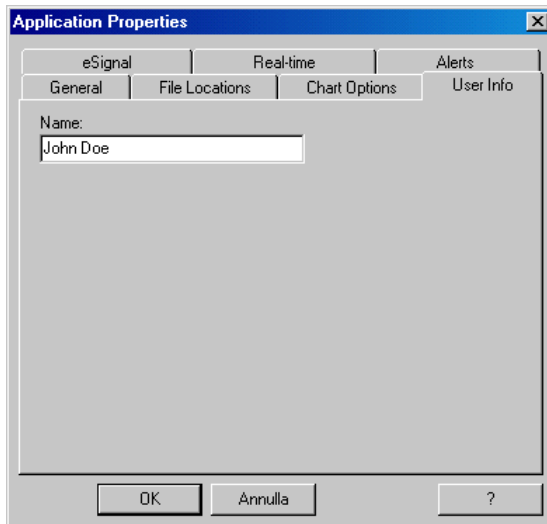 Application Properties
eSignal Real-time Alerts
General File Locations Chart Options User Info
Name:
John Doe
OK Annulla ?